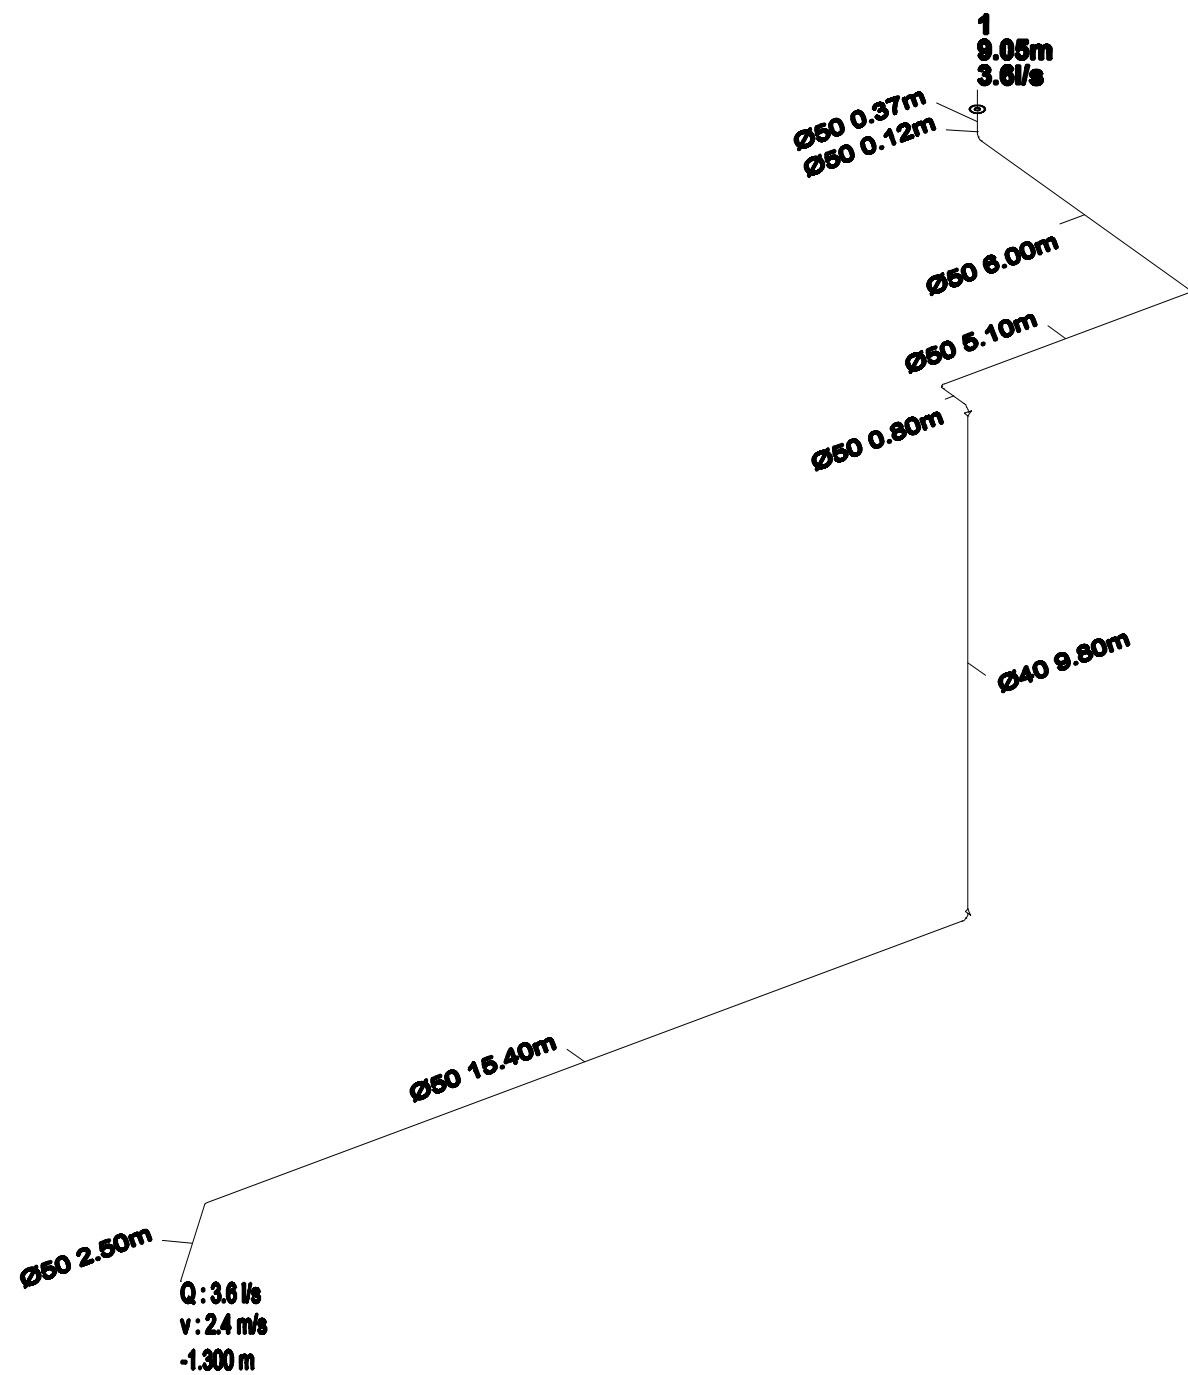 1
9.05m
3.6l/s
Ø50 0.37m
Ø50 0.12m
Ø50 6.00m
Ø50 5.10m
Ø50 0.80m
Ø40 9.80m
Ø50 15.40m
Ø50 2.50m
Q : 3.6 l/s
v : 2.4 m/s
-1.300 m